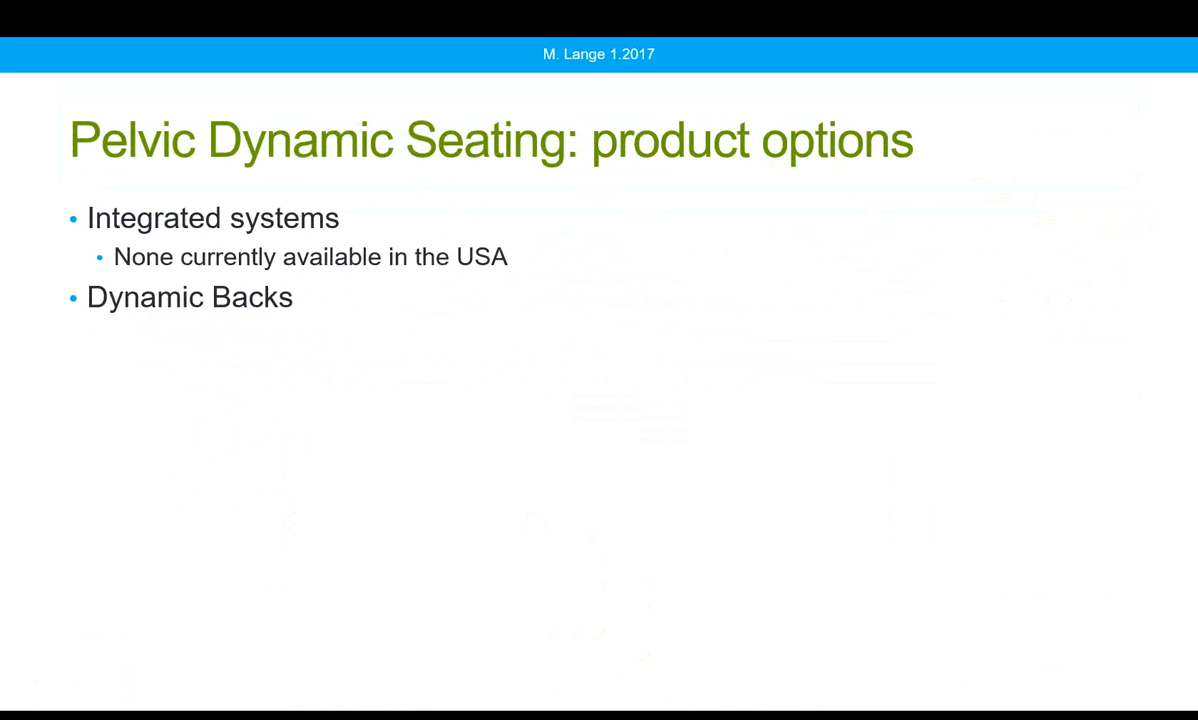 M. Lange 1.2017
Pelvic Dynamic Seating: product options
• Integrated systems
• None currently available in the USA
• Dynamic Backs